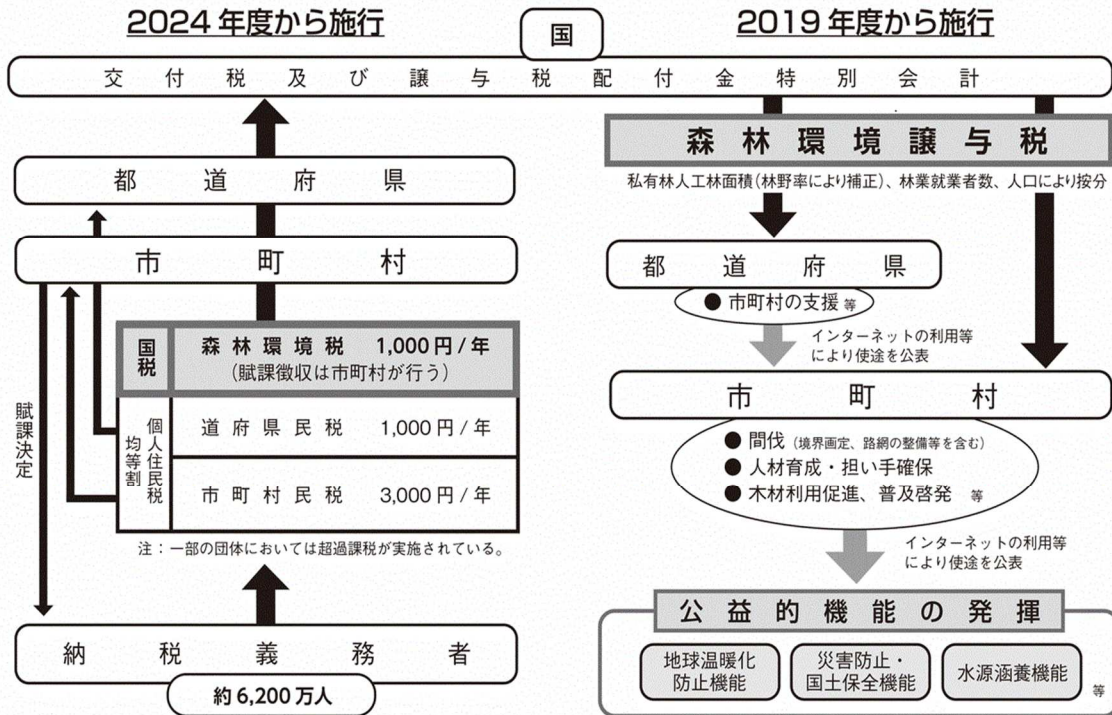 2024年度から施行
国
2019年度から施行
交付税及び譲与税配付金特別会計
都道府県
市町村
国税
森林環境税 1,000円/年
(賦課徴収は市町村が行う)
個人住民税
均等割
道府県民税 1,000円/年
市町村民税 3,000円/年
賦課決定
注:一部の団体においては超過課税が実施されている。
納税義務者
約6,200万人
森林環境譲与税
私有林人工林面積(林野率により補正)、林業就業者数、人口により按分
都道府県
● 市町村の支援 等
インターネットの利用等
により使途を公表
市町村
● 間伐 (境界画定、路網の整備等を含む)
● 人材育成・担い手確保
● 木材利用促進、普及啓発 等
インターネットの利用等
により使途を公表
公益的機能の発揮
地球温暖化
防止機能
災害防止・
国土保全機能
水源涵養機能
等